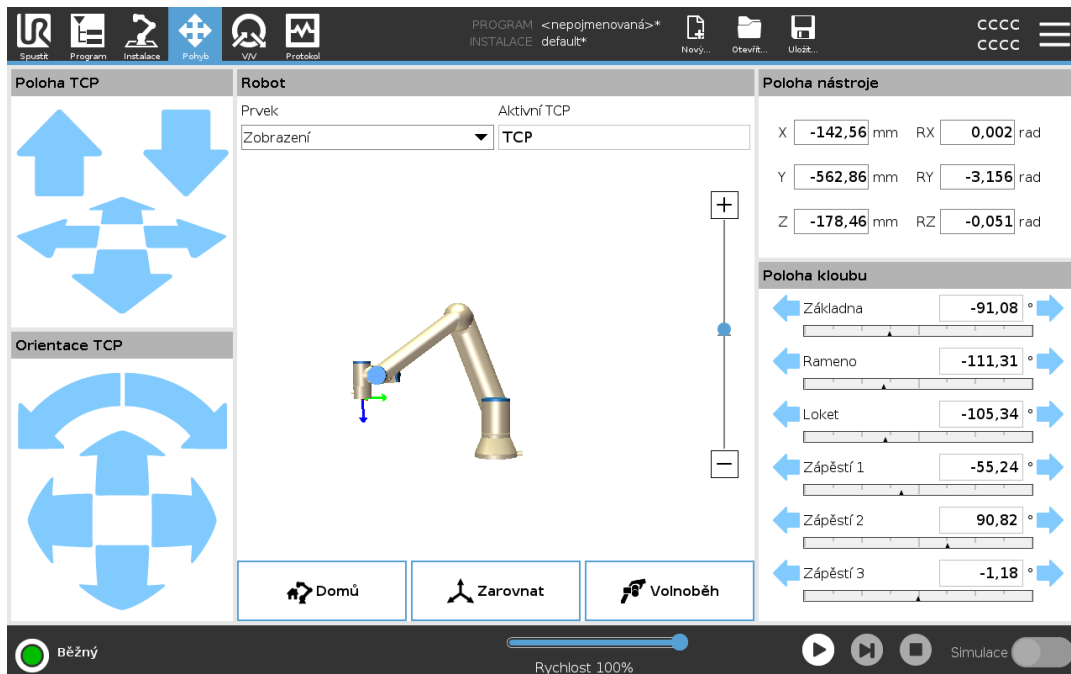 UR
Spustit
Program
Instalace
Pohyb
V/V
Protokol
PROGRAM <nepojmenovaná>*
INSTALACE default*
Nový...
Otevřít...
Uložit...
CCCC
CCCC
Poloha TCP
Orientace TCP
Robot
Prvek
Aktivní TCP
Zobrazení
TCP
Domů
Zarovnat
Volnoběh
Poloha nástroje
X -142,56 mm RX 0,002 rad
Y -562,86 mm RY -3,156 rad
Z -178,46 mm RZ -0,051 rad
Poloha kloubu
Základna -91,08 °
Rameno -111,31 °
Loket -105,34 °
Zápěstí 1 -55,24 °
Zápěstí 2 90,82 °
Zápěstí 3 -1,18 °
Běžný
Rychlost 100%
Simulace